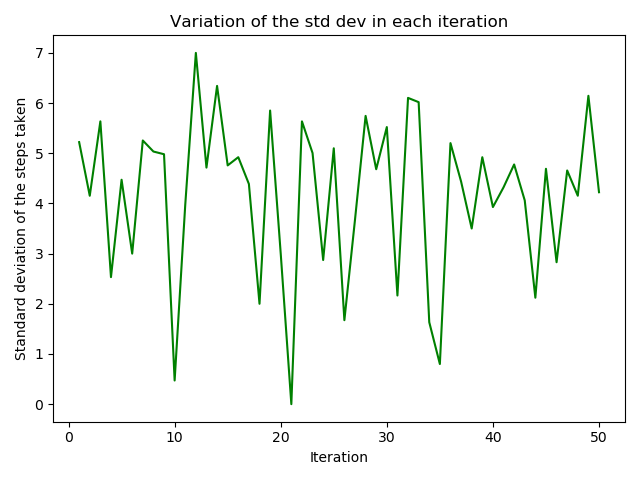 Variation of the std dev in each iteration
Standard deviation of the steps taken
7
6
5
4
3
2
1
0
0 10 20 30 40 50
Iteration